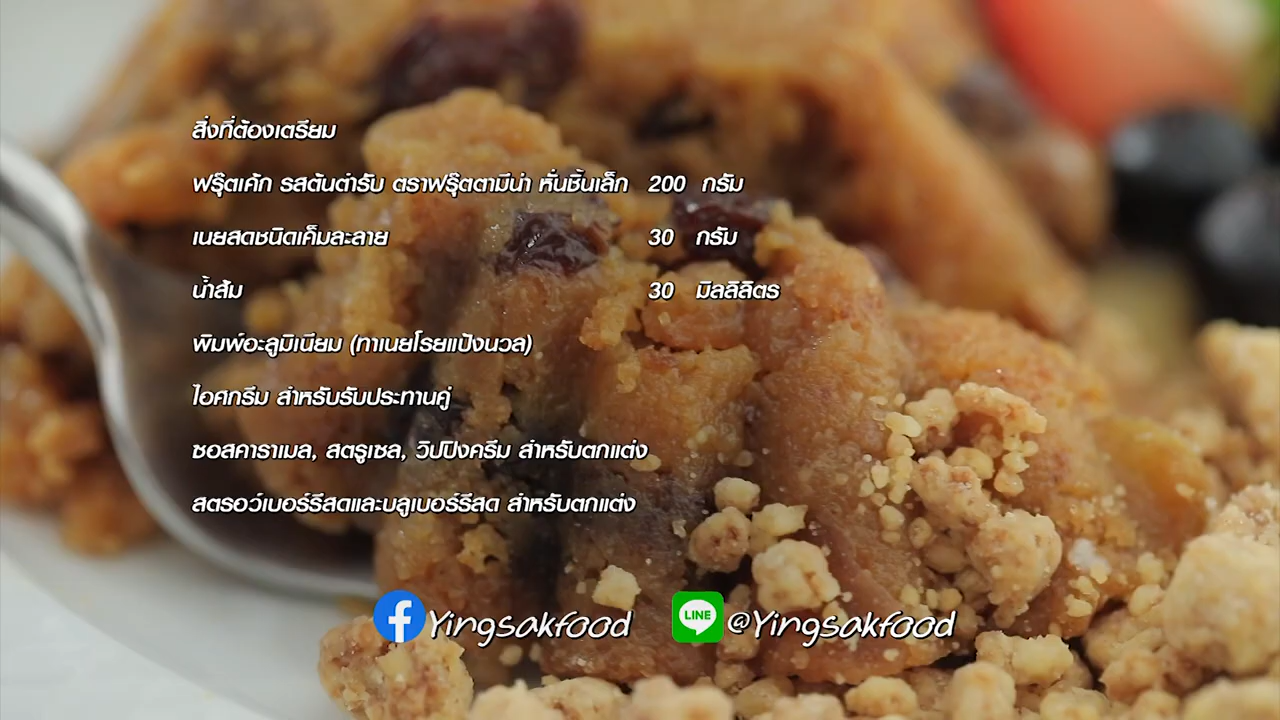 สิ่งที่ต้องเตรียม
ฟรุ๊ตเค้ก รสต้นตำรับ ตราฟรุ๊ตตามีน่า หั่นชิ้นเล็ก 200 กรัม
เนยสดชนิดเค็มละลาย 30 กรัม
น้ำส้ม 30 มิลลิลิตร
พิมพ์อะลูมิเนียม (ทาเนยโรยแป้งนวล)
ไอศกรีม สำหรับรับประทานคู่
ซอสคาราเมล, สตรูเซล, วิปปิงครีม สำหรับตกแต่ง
สตรอว์เบอร์รีสดและบลูเบอร์รีสด สำหรับตกแต่ง
Yingsakfood LINE @Yingsakfood